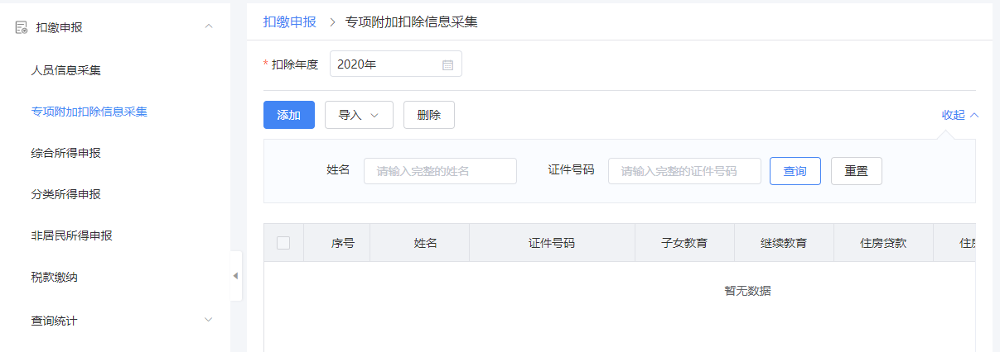 扣缴申报
人员信息采集
专项附加扣除信息采集
综合所得申报
分类所得申报
非居民所得申报
税款缴纳
查询统计
扣缴申报 > 专项附加扣除信息采集
* 扣除年度 2020年
添加 导入 删除 收起
姓名 请输入完整的姓名 证件号码 请输入完整的证件号码 查询 重置
序号 姓名 证件号码 子女教育 继续教育 住房贷款 住
暂无数据